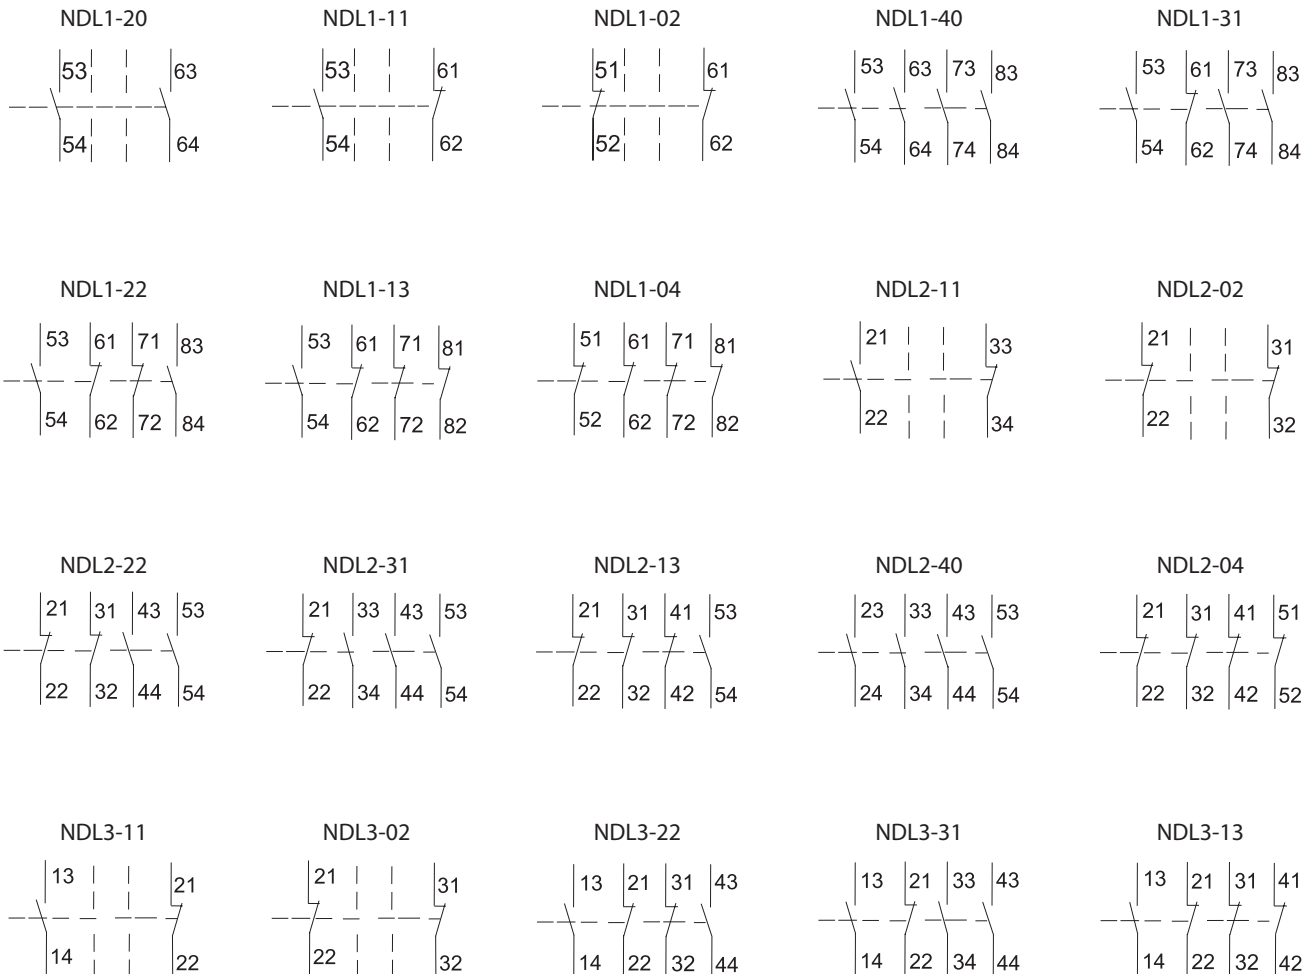 NDL1-20 NDL1-11 NDL1-02 NDL1-40 NDL1-31
53 63 53 61 51 61 53 63 73 83 53 61 73 83
54 64 54 62 52 62 54 64 74 84 54 62 74 84
NDL1-22 NDL1-13 NDL1-04 NDL2-11 NDL2-02
53 61 71 83 53 61 71 81 51 61 71 81 21 33 21 31
54 62 72 84 54 62 72 82 52 62 72 82 22 34 22 32
NDL2-22 NDL2-31 NDL2-13 NDL2-40 NDL2-04
21 31 43 53 21 33 43 53 21 31 41 53 23 33 43 53 21 31 41 51
22 32 44 54 22 34 44 54 22 32 42 54 24 34 44 54 22 32 42 52
NDL3-11 NDL3-02 NDL3-22 NDL3-31 NDL3-13
13 21 21 31 13 21 31 43 13 21 33 43 13 21 31 41
14 22 22 32 14 22 32 44 14 22 34 44 14 22 32 42